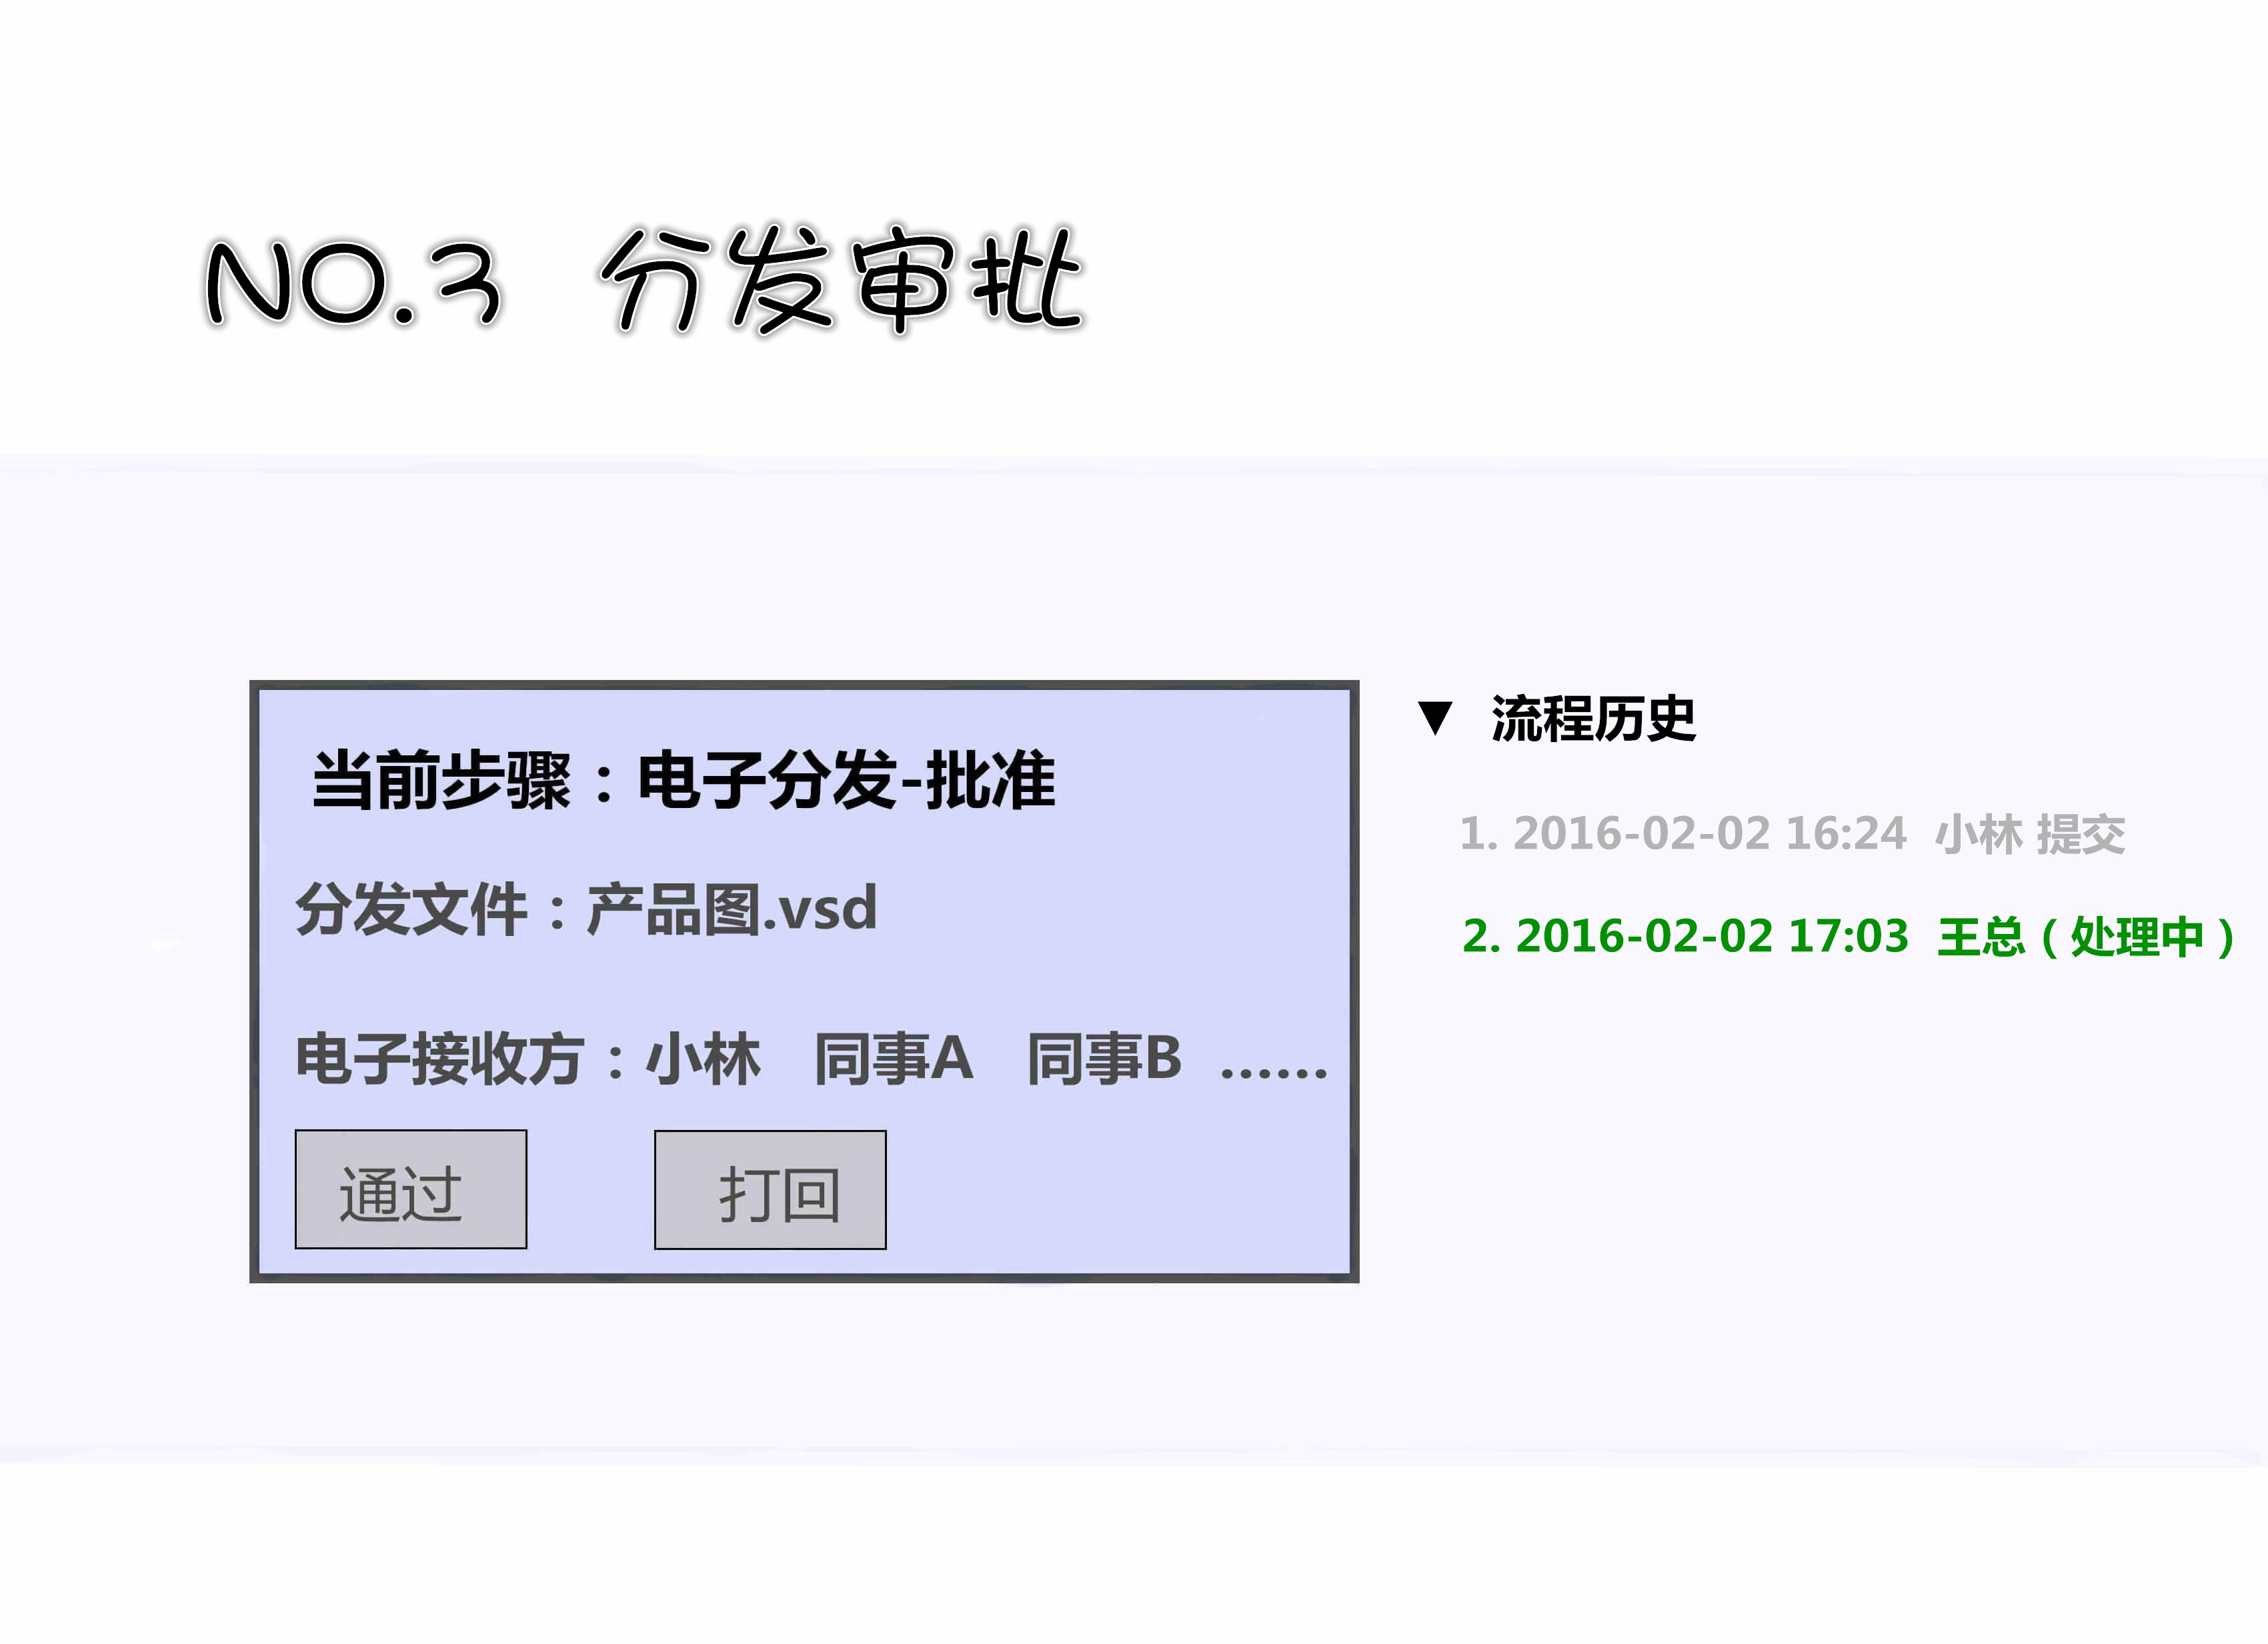 NO.3 分发审批
当前步骤：电子分发-批准
分发文件：产品图.vsd
电子接收方：小林 同事A 同事B ......
通过 打回
▼ 流程历史
1. 2016-02-02 16:24 小林 提交
2. 2016-02-02 17:03 王总（处理中）